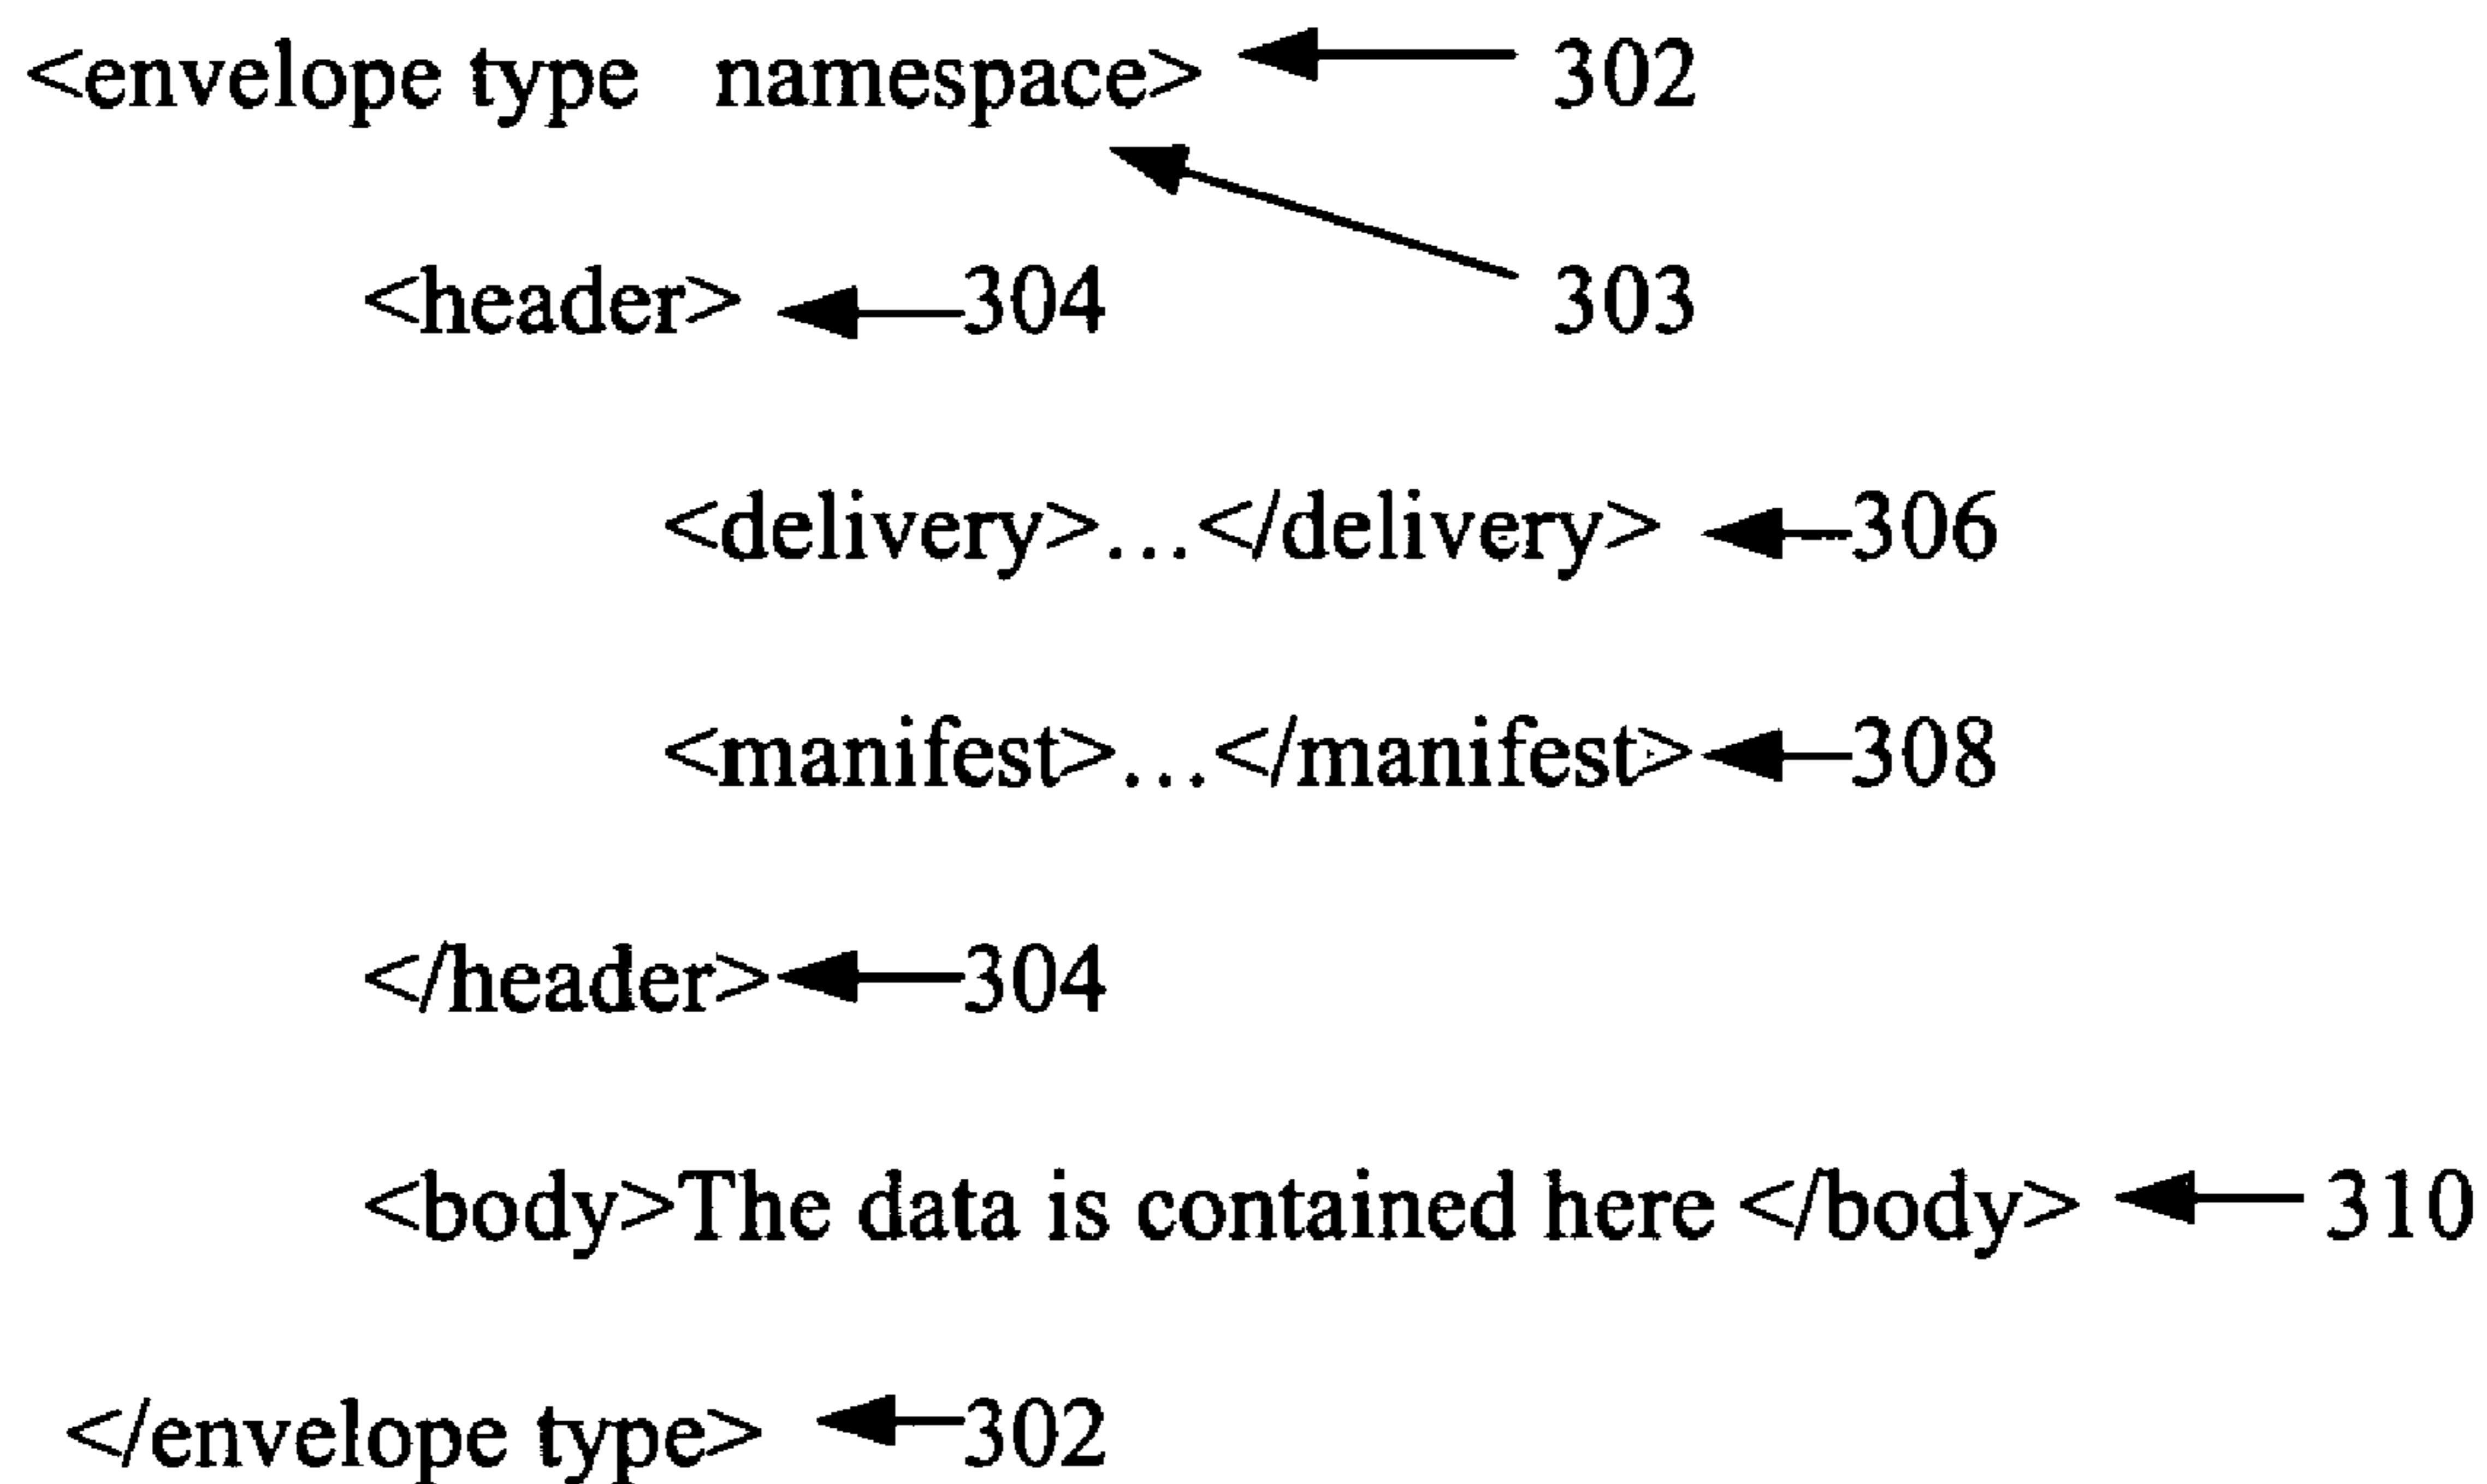 <envelope type namespace> 302
303
<header> 304
<delivery>...</delivery> 306
<manifest>...</manifest> 308
</header> 304
<body>The data is contained here </body> 310
</envelope type> 302